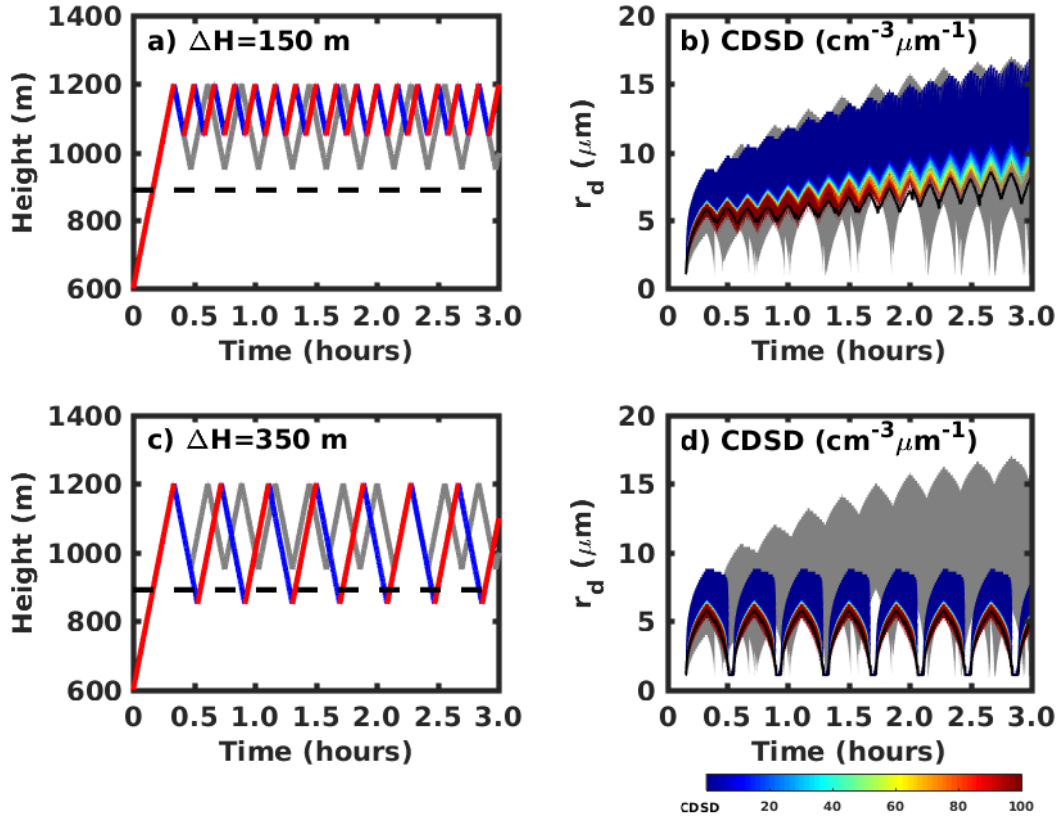 a) ΔH=150 m
Height (m)
1400
1200
1000
800
600
0 0.5 1.0 1.5 2.0 2.5 3.0
Time (hours)
b) CDSD (cm⁻³μm⁻¹)
r_d (μm)
20
15
10
5
0
0 0.5 1.0 1.5 2.0 2.5 3.0
Time (hours)
c) ΔH=350 m
Height (m)
1400
1200
1000
800
600
0 0.5 1.0 1.5 2.0 2.5 3.0
Time (hours)
d) CDSD (cm⁻³μm⁻¹)
r_d (μm)
20
15
10
5
0
0 0.5 1.0 1.5 2.0 2.5 3.0
Time (hours)
CDSD 20 40 60 80 100